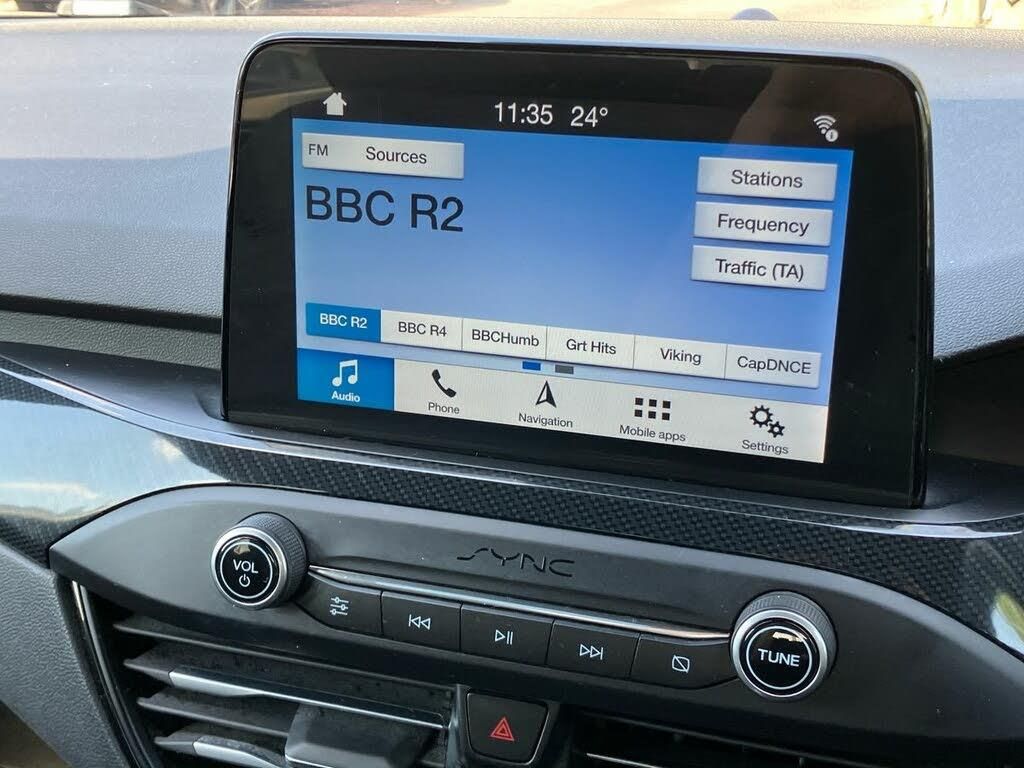 11:35 24°
FM Sources
BBC R2
Stations
Frequency
Traffic (TA)
BBC R2 BBC R4 BBCHumb Grt Hits Viking CapDNCE
Audio Phone Navigation Mobile apps Settings
SYNC
VOL
TUNE